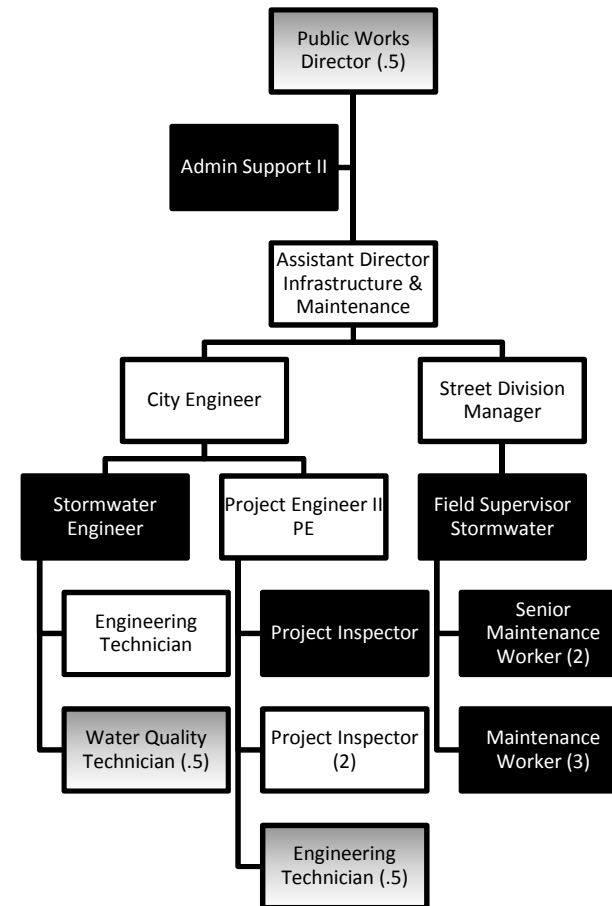 Public Works
Director (.5)
Admin Support II
Assistant Director
Infrastructure &
Maintenance
City Engineer
Street Division
Manager
Stormwater
Engineer
Project Engineer II
PE
Field Supervisor
Stormwater
Engineering
Technician
Project Inspector
Senior
Maintenance
Worker (2)
Water Quality
Technician (.5)
Project Inspector
(2)
Maintenance
Worker (3)
Engineering
Technician (.5)